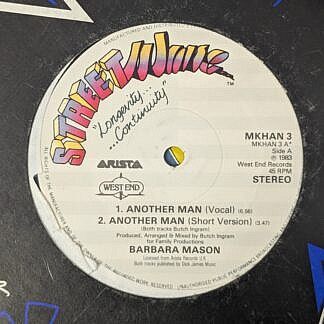 STREETWAVE
TM
"Longevity...
...Continuity"
ARISTA
WEST END
MKHAN 3
MKHAN 3 A*
Side A
℗ 1983
West End Records
45 RPM
STEREO
1. ANOTHER MAN (Vocal) (6.56)
2. ANOTHER MAN (Short Version) (3.47)
(Both tracks Butch Ingram)
Produced, Arranged & Mixed by Butch Ingram
for Family Productions
BARBARA MASON
Licensed from Arista Records U.K.
Both tracks published by Dick James Music